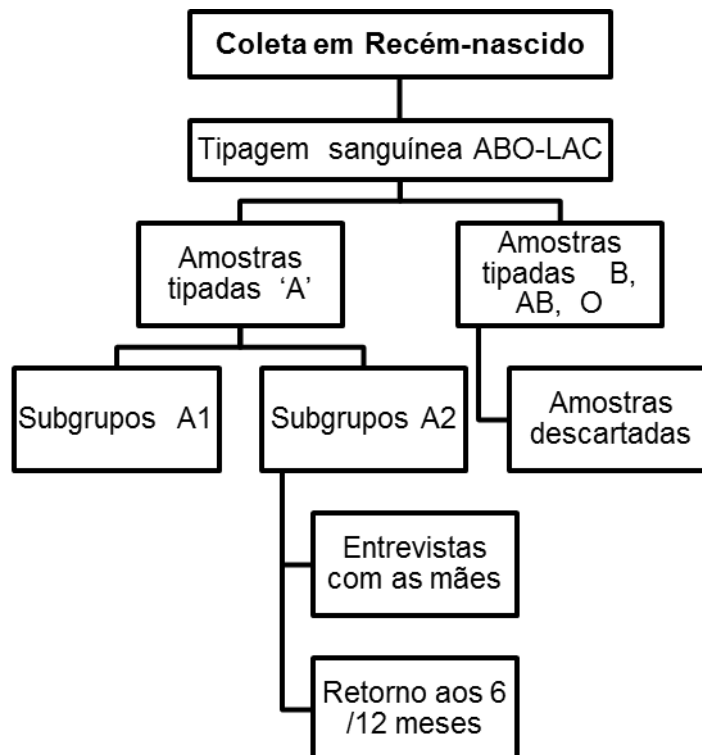 Coleta em Recém-nascido
Tipagem sanguínea ABO-LAC
Amostras
tipadas 'A'
Amostras
tipadas B,
AB, O
Subgrupos A1
Subgrupos A2
Amostras
descartadas
Entrevistas
com as mães
Retorno aos 6
/12 meses